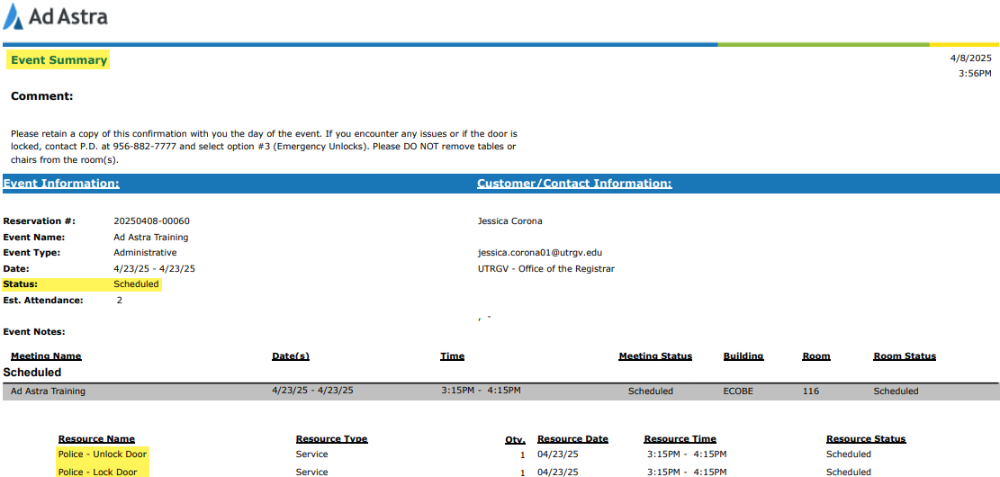 Ad Astra
Event Summary 4/8/2025
3:56PM
Comment:
Please retain a copy of this confirmation with you the day of the event. If you encounter any issues or if the door is
locked, contact P.D. at 956-882-7777 and select option #3 (Emergency Unlocks). Please DO NOT remove tables or
chairs from the room(s).
Event Information: Customer/Contact Information:
Reservation #: 20250408-00060 Jessica Corona
Event Name: Ad Astra Training
Event Type: Administrative jessica.corona01@utrgv.edu
Date: 4/23/25 - 4/23/25 UTRGV - Office of the Registrar
Status: Scheduled
Est. Attendance: 2
, -
Event Notes:
Meeting Name Date(s) Time Meeting Status Building Room Room Status
Scheduled
Ad Astra Training 4/23/25 - 4/23/25 3:15PM - 4:15PM Scheduled ECOBE 116 Scheduled
Resource Name Resource Type Qty. Resource Date Resource Time Resource Status
Police - Unlock Door Service 1 04/23/25 3:15PM - 4:15PM Scheduled
Police - Lock Door Service 1 04/23/25 3:15PM - 4:15PM Scheduled